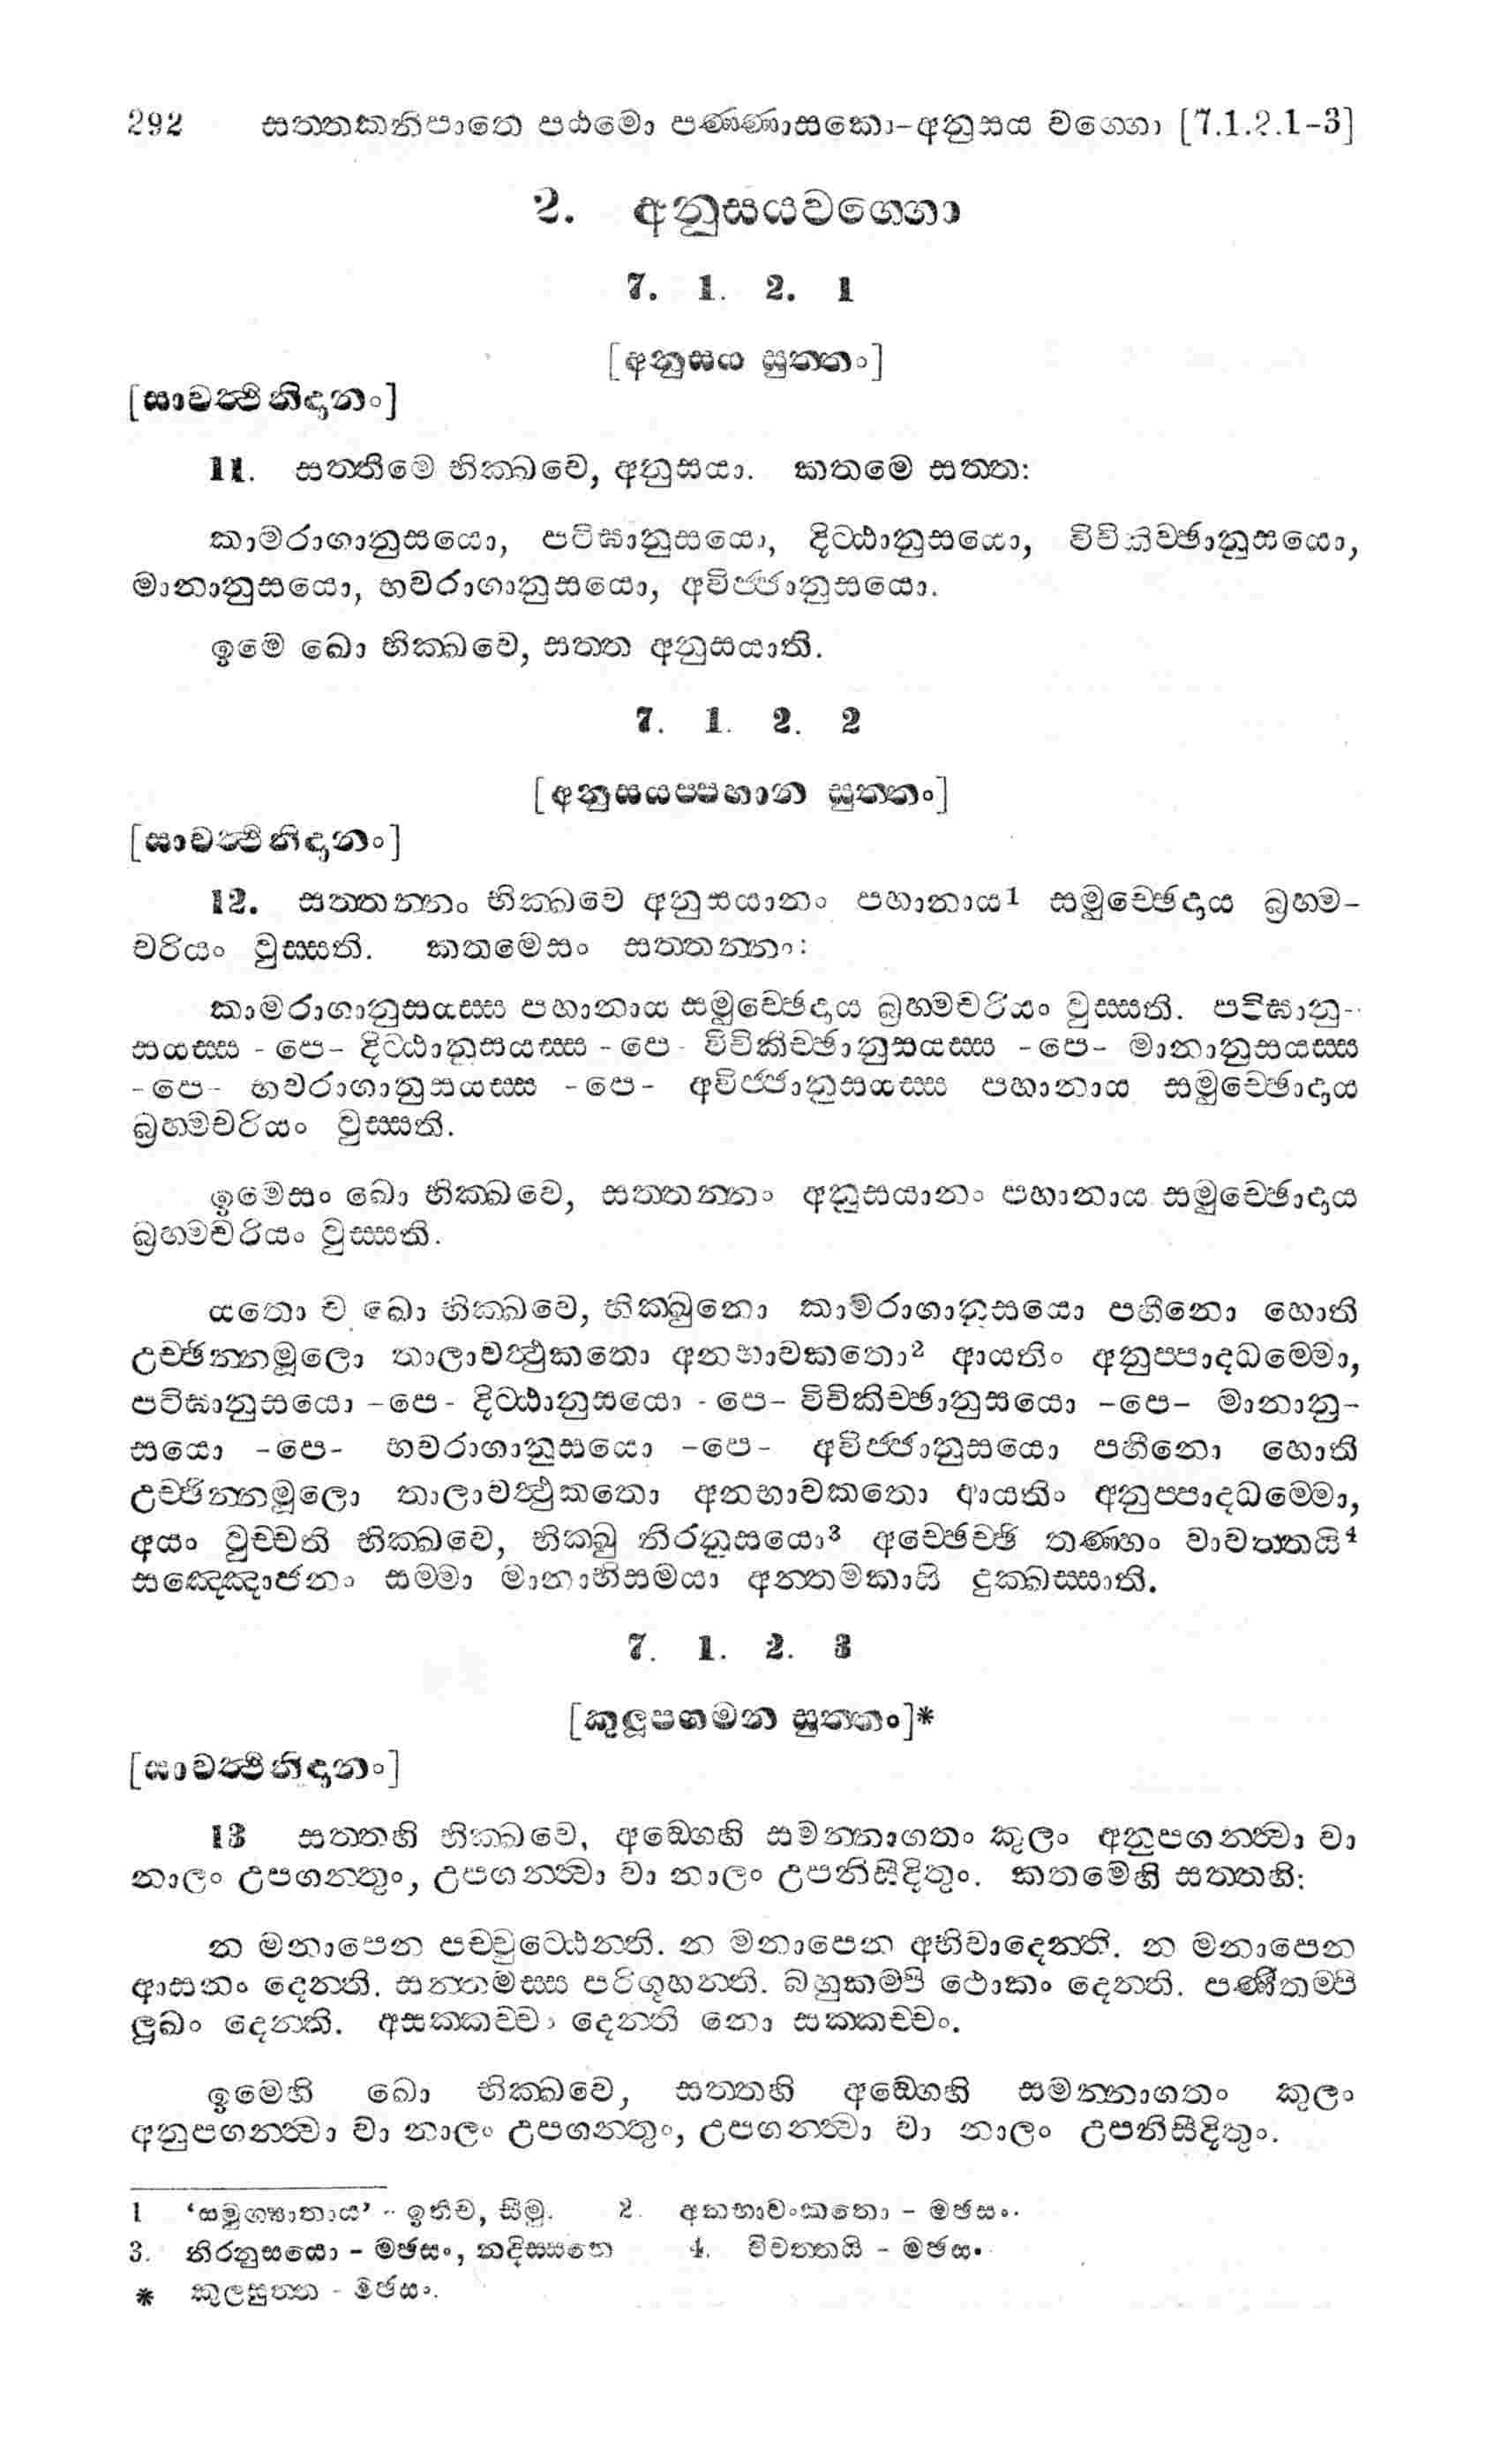 292 සත්තකනිපාතෙ පඨමො පණ්ණාසකො-අනුසය වග්ගො [7.1.2.1-3]
2. අනුසයවග්ගො
7. 1. 2. 1
[අනුසය සුත්තං]
[සාවත්ථිනිදානං]
11. සත්තිමෙ භික්ඛවෙ, අනුසයා. කතමෙ සත්ත:
කාමරාගානුසයො, පටිඝානුසයො, දිට්ඨානුසයො, විචිකිච්ඡානුසයො,
මානානුසයො, භවරාගානුසයො, අවිජ්ජානුසයො.
ඉමෙ ඛො භික්ඛවෙ, සත්ත අනුසයාති.
7. 1. 2. 2
[අනුසයප්පහාන සුත්තං]
[සාවත්ථිනිදානං]
12. සත්තන්නං භික්ඛවෙ අනුසයානං පහානාය1 සමුච්ඡෙදාය බ්‍රහ්ම-
චරියං වුස්සති. කතමෙසං සත්තන්නං:
කාමරාගානුසයස්ස පහානාය සමුච්ඡෙදාය බ්‍රහ්මචරියං වුස්සති. පටිඝානු-
සයස්ස - පෙ- දිට්ඨානුසයස්ස - පෙ - විචිකිච්ඡානුසයස්ස -පෙ- මානානුසයස්ස
-පෙ- භවරාගානුසයස්ස -පෙ- අවිජ්ජානුසයස්ස පහානාය සමුච්ඡොදාය
බ්‍රහ්මචරියං වුස්සති.
ඉමෙසං ඛො භික්ඛවෙ, සත්තන්නං අනුසයානං පහානාය සමුච්ඡොදාය
බ්‍රහ්මචරියං වුස්සති.
යතො ච ඛො භික්ඛවෙ, භික්ඛුනො කාමරාගානුසයො පහීනො හොති
උච්ඡින්නමූලො තාලාවත්ථුකතො අනභාවකතො2 ආයතිං අනුප්පාදධම්මො,
පටිඝානුසයො -පෙ- දිට්ඨානුසයො - පෙ- විචිකිච්ඡානුසයො -පෙ- මානානු-
සයො -පෙ- භවරාගානුසයො -පෙ- අවිජ්ජානුසයො පහීනො හොති
උච්ඡින්නමූලො තාලාවත්ථුකතො අනභාවකතො ආයතිං අනුප්පාදධම්මො,
අයං වුච්චති භික්ඛවෙ, භික්ඛු නිරනුසයො3 අච්ඡෙච්ඡි තණ්හං වාවත්තයි4
සඤ්ඤොජනං සම්මා මානාභිසමයා අන්තමකාසි දුක්ඛස්සාති.
7. 1. 2. 3
[කුලූපගමන සුත්තං]*
[සාවත්ථිනිදානං]
13 සත්තහි භික්ඛවෙ, අඞ්ගෙහි සමන්නාගතං කුලං අනුපගන්ත්වා වා
නාලං උපගන්තුං, උපගන්ත්වා වා නාලං උපනිසීදිතුං. කතමෙහි සත්තහි:
න මනාපෙන පච්චුට්ඨෙන්ති. න මනාපෙන අභිවාදෙන්ති. න මනාපෙන
ආසනං දෙන්ති. සන්තමස්ස පරිගූහන්ති. බහුකම්පි ථොකං දෙන්ති. පණීතම්පි
ලූඛං දෙන්ති. අසක්කච්චං දෙන්ති නො සක්කච්චං.
ඉමෙහි ඛො භික්ඛවෙ, සත්තහි අඞ්ගෙහි සමන්නාගතං කුලං
අනුපගන්ත්වා වා නාලං උපගන්තුං, උපගන්ත්වා වා නාලං උපනිසීදිතුං.
1 ‘සමුග්ඝාතාය’ - ඉතිච, සීමු. 2. අනභාවංකතො - මඡසං.
3. නිරනුසයො - මඡසං, නදිස්සතෙ 4. විවත්තයි - මඡසං
* කුලසුත්ත - මඡසං.